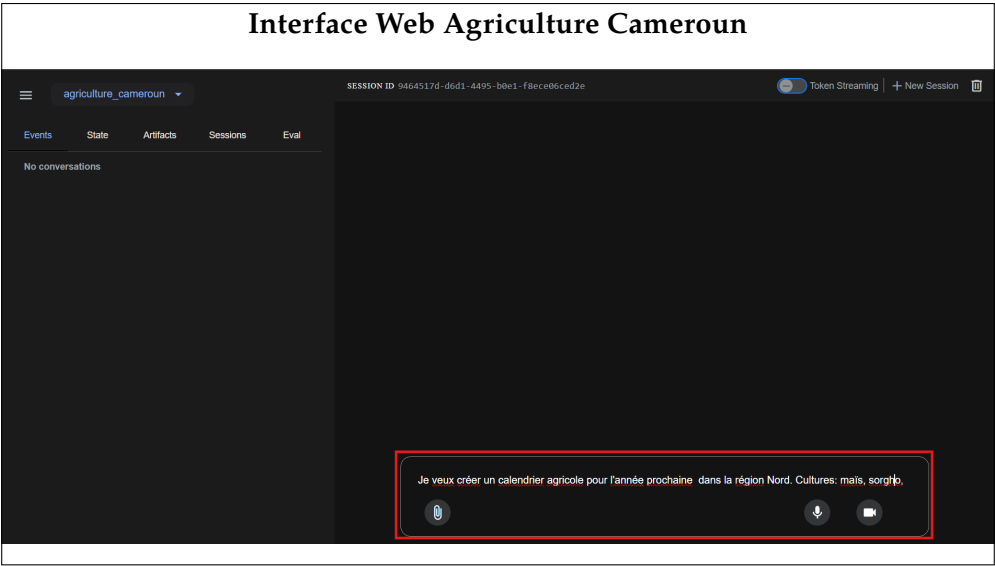 Interface Web Agriculture Cameroun
agriculture_cameroun
SESSION ID 9464517d-d6d1-4495-b0e1-f8ece06ced2e
Token Streaming
+ New Session
Events State Artifacts Sessions Eval
No conversations
Je veux créer un calendrier agricole pour l'année prochaine dans la région Nord. Cultures: maïs, sorgho,